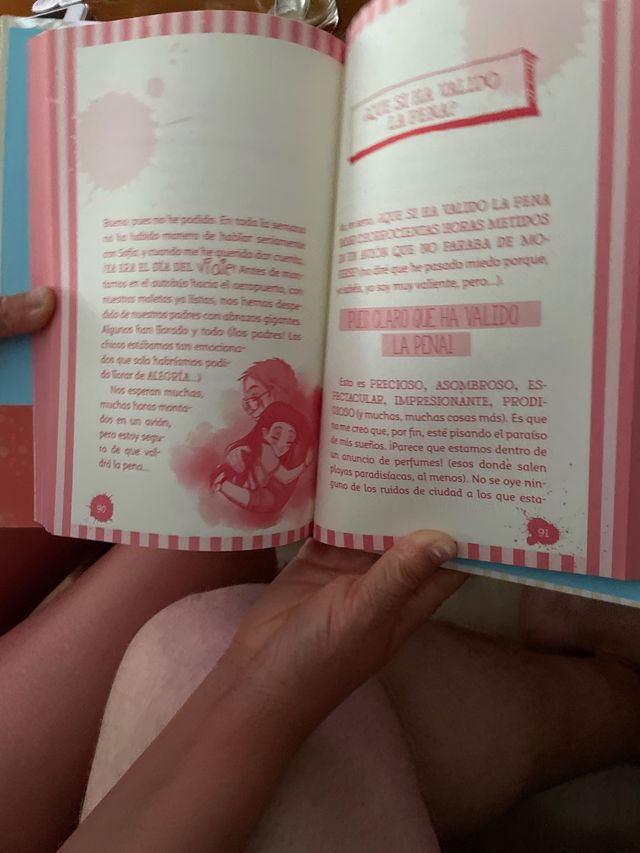 Bueno, pues no he podido. En toda la semana
no ha habido manera de hablar seriamente
con Sofía, y cuando me he querido dar cuenta,
¡YA ERA EL DÍA DEL viaje! Antes de mon-
tarnos en el autobús hacia el aeropuerto, con
nuestras maletas ya listas, nos hemos despe-
dido de nuestros padres con abrazos gigantes.
Algunos han llorado y todo (¡los padres! Los
chicos estábamos tan emociona-
dos que solo habríamos podi-
do llorar de ALEGRÍA...)
Nos esperan muchas,
muchas horas monta-
dos en un avión,
pero estoy segu-
ra de que val-
drá la pena...
90
¿QUE SI HA VALIDO
LA PENA?
¿QUE SI HA VALIDO LA PENA
HORAS METIDOS
EN UN AVIÓN QUE NO PARABA DE MO-
VERSE? (no diré que he pasado miedo porque,
ya sabéis, yo soy muy valiente, pero...).
¡PUES CLARO QUE HA VALIDO
LA PENA!
Esto es PRECIOSO, ASOMBROSO, ES-
PECTACULAR, IMPRESIONANTE, PRODI-
GIOSO (y muchas, muchas cosas más). Es que
no me creo que, por fin, esté pisando el paraíso
de mis sueños. ¡Parece que estamos dentro de
un anuncio de perfumes! (esos donde salen
playas paradisíacas, al menos). No se oye nin-
guno de los ruidos de ciudad a los que esta-
91